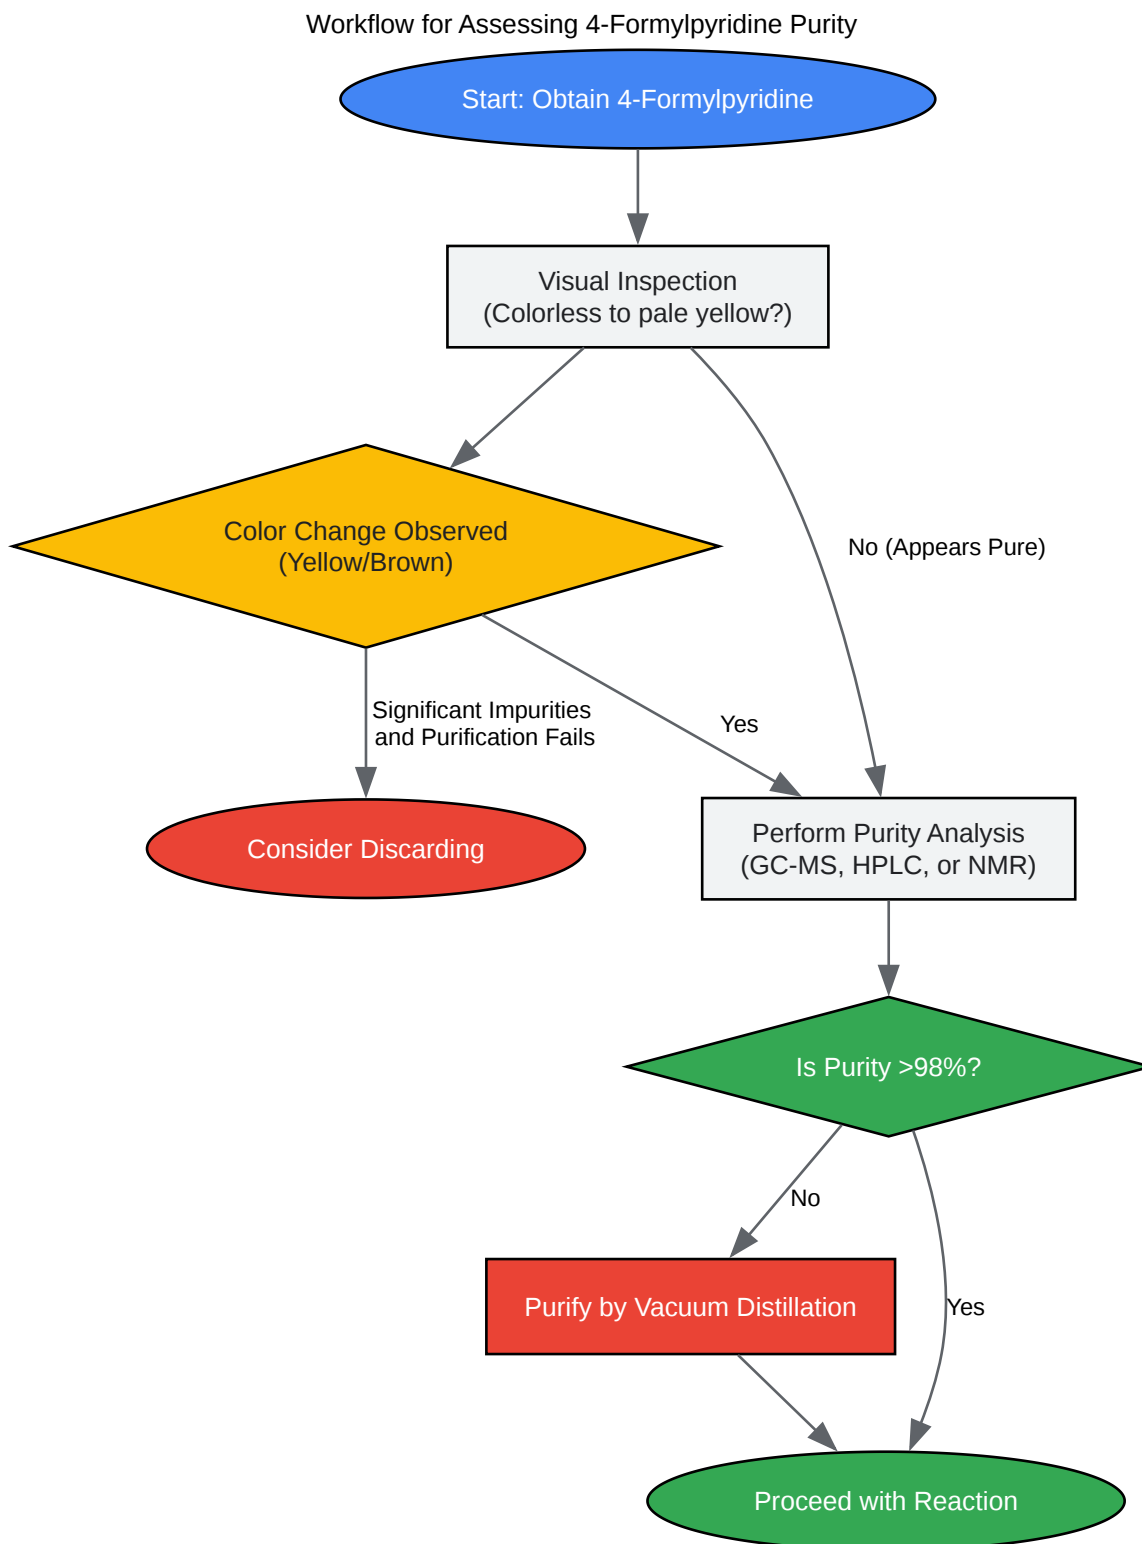 Workflow for Assessing 4-Formylpyridine Purity
Start: Obtain 4-Formylpyridine
Visual Inspection
(Colorless to pale yellow?)
Color Change Observed
(Yellow/Brown)
No (Appears Pure)
Significant Impurities
and Purification Fails
Yes
Consider Discarding
Perform Purity Analysis
(GC-MS, HPLC, or NMR)
Is Purity >98%?
No
Purify by Vacuum Distillation
Yes
Proceed with Reaction